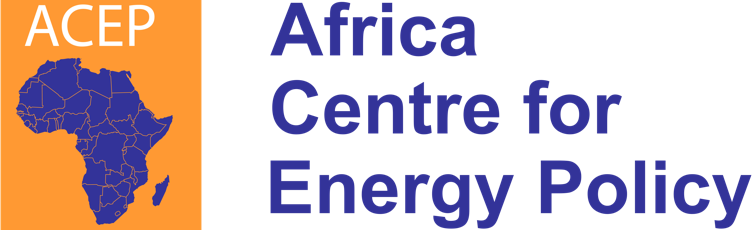 ACEP
Africa
Centre for
Energy Policy